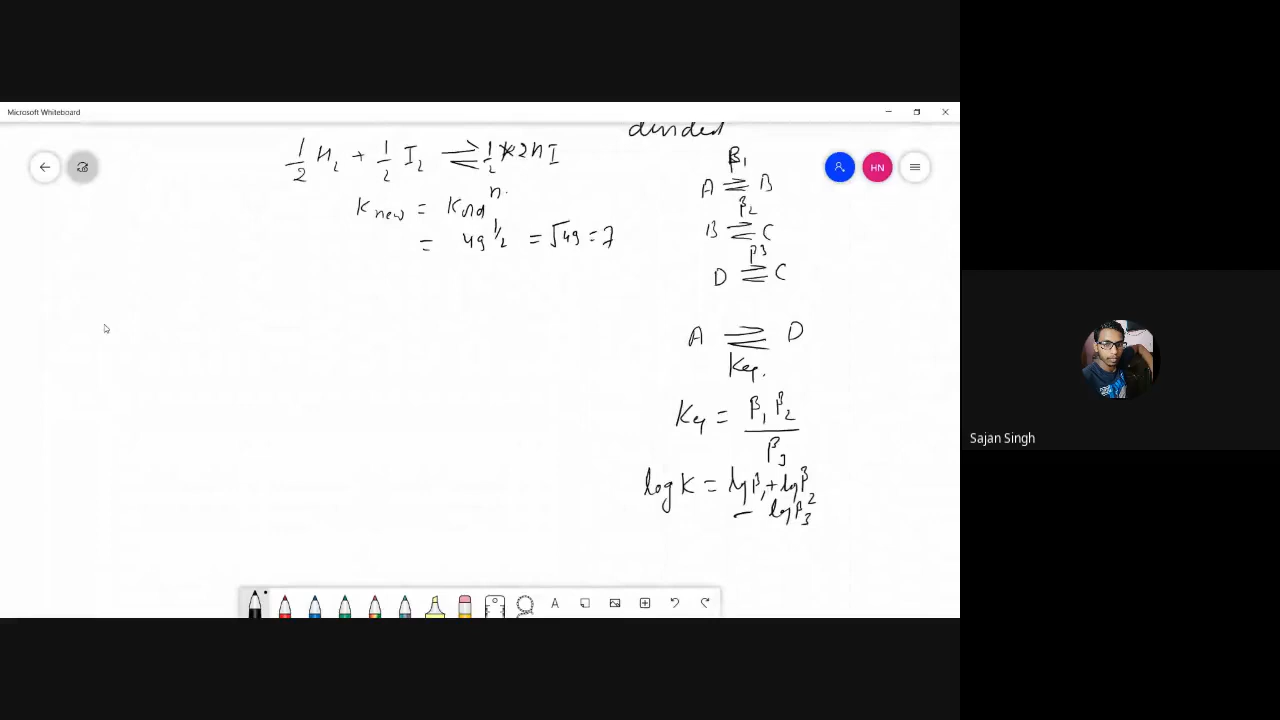 Microsoft Whiteboard
1/2 H2 + 1/2 I2 ⇌ 1/2 x 2HI
Knew = Kold^n.
= 49^1/2 = √49 = 7
divided
β1
A ⇌ B
β2
B ⇌ C
β3
D ⇌ C
A ⇌ D
Keq.
Keq = β1 β2 / β3
log K = log β1 + log β2
– log β3
HN
A
Sajan Singh